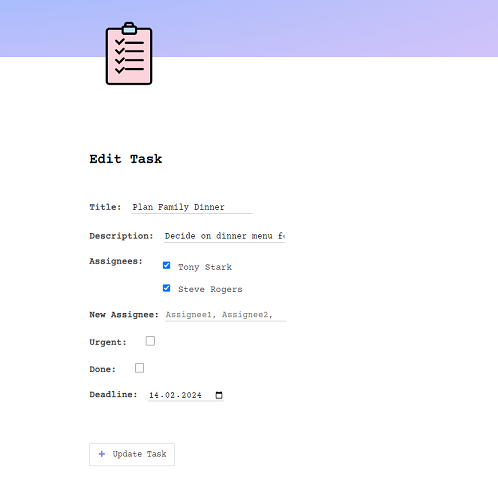 Edit Task
Title: Plan Family Dinner
Description: Decide on dinner menu
Assignees:
Tony Stark
Steve Rogers
New Assignee: Assignee1, Assignee2,
Urgent:
Done:
Deadline: 14.02.2024
+ Update Task